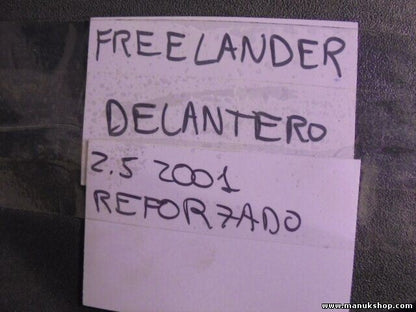 FREELANDER
DELANTERO
2.5 2001
REFORZADO
www.manukshop.com